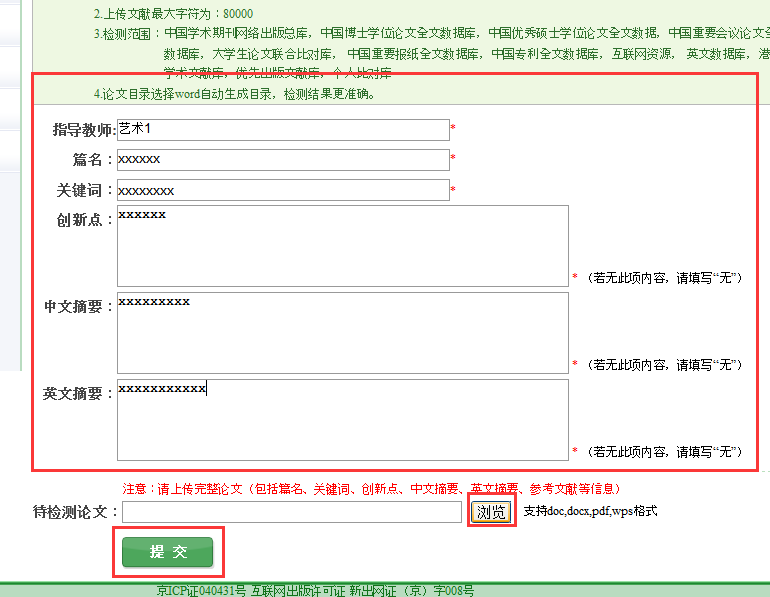 2.上传文献最大字符为：80000
3.检测范围：中国学术期刊网络出版总库，中国博士学位论文全文数据库，中国优秀硕士学位论文全文数据，中国重要会议论文全
数据库，大学生论文联合比对库， 中国重要报纸全文数据库，中国专利全文数据库，互联网资源， 英文数据库，港
学术文献库，优先出版文献库，个人比对库
4.论文目录选择word自动生成目录，检测结果更准确。
指导教师:艺术1*
篇名：xxxxxx*
关键词：xxxxxxxx*
创新点：xxxxxx
*（若无此项内容，请填写“无”）
中文摘要：xxxxxxxxx
*（若无此项内容，请填写“无”）
英文摘要：xxxxxxxxxxx
*（若无此项内容，请填写“无”）
注意：请上传完整论文（包括篇名、关键词、创新点、中文摘要、英文摘要、参考文献等信息）
待检测论文： 浏览 支持doc,docx,pdf,wps格式
提 交
京ICP证040431号 互联网出版许可证 新出网证（京）字008号